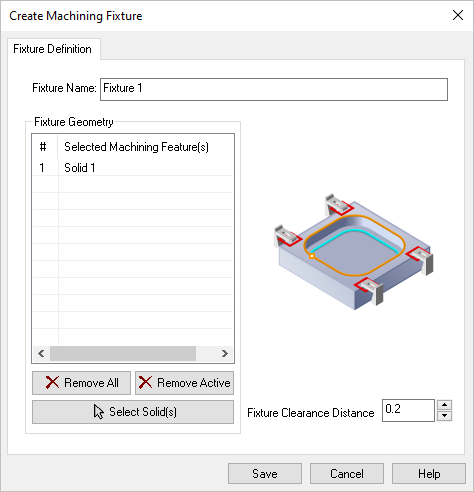 Create Machining Fixture
Fixture Definition
Fixture Name: Fixture 1
Fixture Geometry
# Selected Machining Feature(s)
1 Solid 1
Remove All Remove Active
Select Solid(s)
Fixture Clearance Distance 0.2
Save Cancel Help